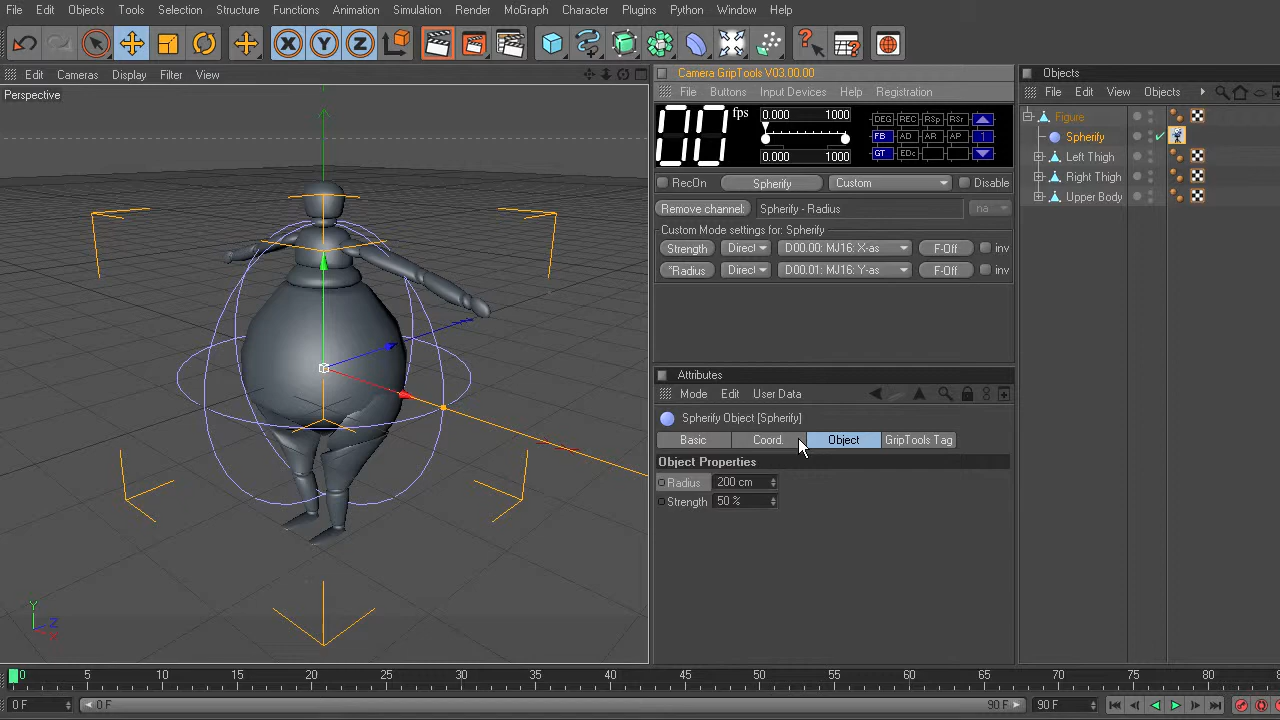 File Edit Objects Tools Selection Structure Functions Animation Simulation Render MoGraph Character Plugins Python Window Help
Edit Cameras Display Filter View
Perspective
Camera GripTools V03.00.00
File Buttons Input Devices Help Registration
00 fps 0.000 1000
0.000 1000
DEG REC RSp RSr
FB AD AR AP 1
GT EDc
RecOn Spherify Custom Disable
Remove channel: Spherify - Radius na
Custom Mode settings for: Spherify
Strength Direct D00.00: MJ16: X-as F-Off inv
*Radius Direct D00.01: MJ16: Y-as F-Off inv
Attributes
Mode Edit User Data
Spherify Object [Spherify]
Basic Coord. Object GripTools Tag
Object Properties
Radius 200 cm
Strength 50 %
Objects
File Edit View Objects
Figure
Spherify
Left Thigh
Right Thigh
Upper Body
X Y Z
Y
Z
X
0 5 10 15 20 25 30 35 40 45 50 55 60 65 70 75 80 85
0 F 0 F 90 F 90 F